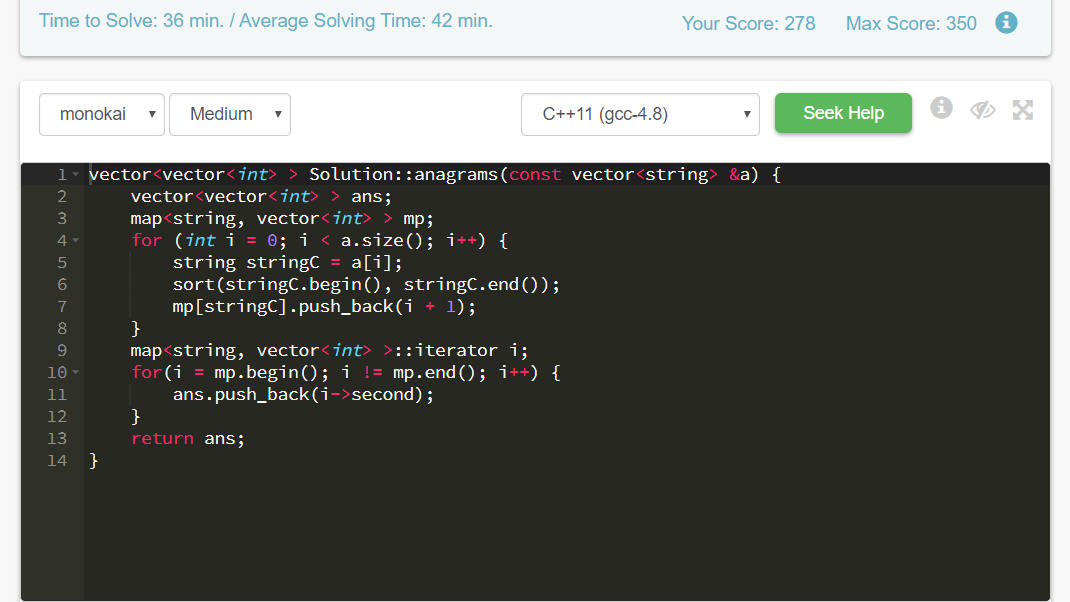 Time to Solve: 36 min. / Average Solving Time: 42 min.
Your Score: 278 Max Score: 350
monokai Medium C++11 (gcc-4.8) Seek Help
1 vector<vector<int> > Solution::anagrams(const vector<string> &a) {
2     vector<vector<int> > ans;
3     map<string, vector<int> > mp;
4     for (int i = 0; i < a.size(); i++) {
5         string stringC = a[i];
6         sort(stringC.begin(), stringC.end());
7         mp[stringC].push_back(i + 1);
8     }
9     map<string, vector<int> >::iterator i;
10     for(i = mp.begin(); i != mp.end(); i++) {
11         ans.push_back(i->second);
12     }
13     return ans;
14 }